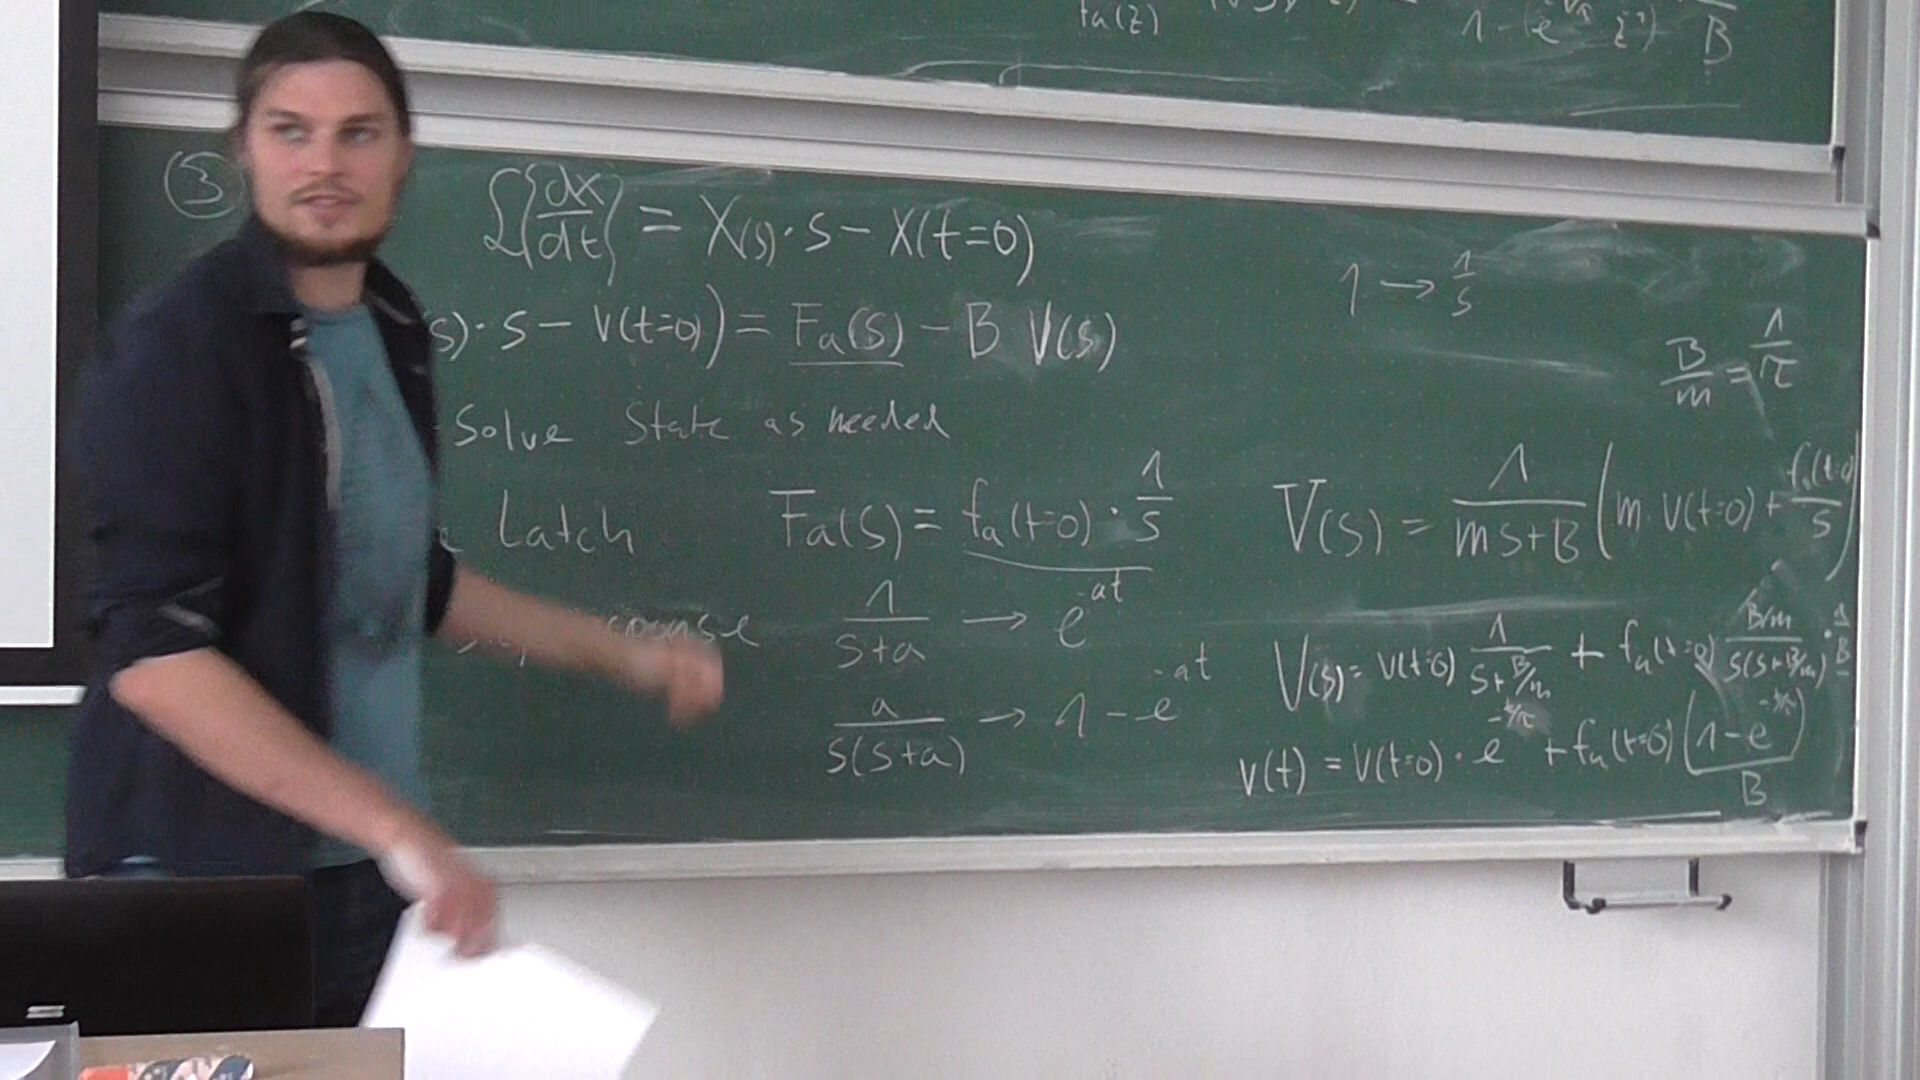 fa(z)
1-(e z⁻¹) B
③ ℒ{dx/dt} = X(s)·s - X(t=0)
1 → 1/s
s)·s - v(t=0)) = Fa(s) - B V(s)
B/m = 1/τ
Solve State as needed
e Latch
Fa(s) = fa(t=0)·1/s
V(s) = 1/(ms+B) (m·v(t=0) + fa(t=0)/s)
1/(s+a) → e^-at
V(s) = v(t=0) 1/(s+B/m) + fa(t=0) (B/m)/(s(s+B/m)) · 1/B
a/(s(s+a)) → 1-e^-at
v(t) = v(t=0)·e^-t/τ + fa(t=0) (1-e^-t/τ)/B